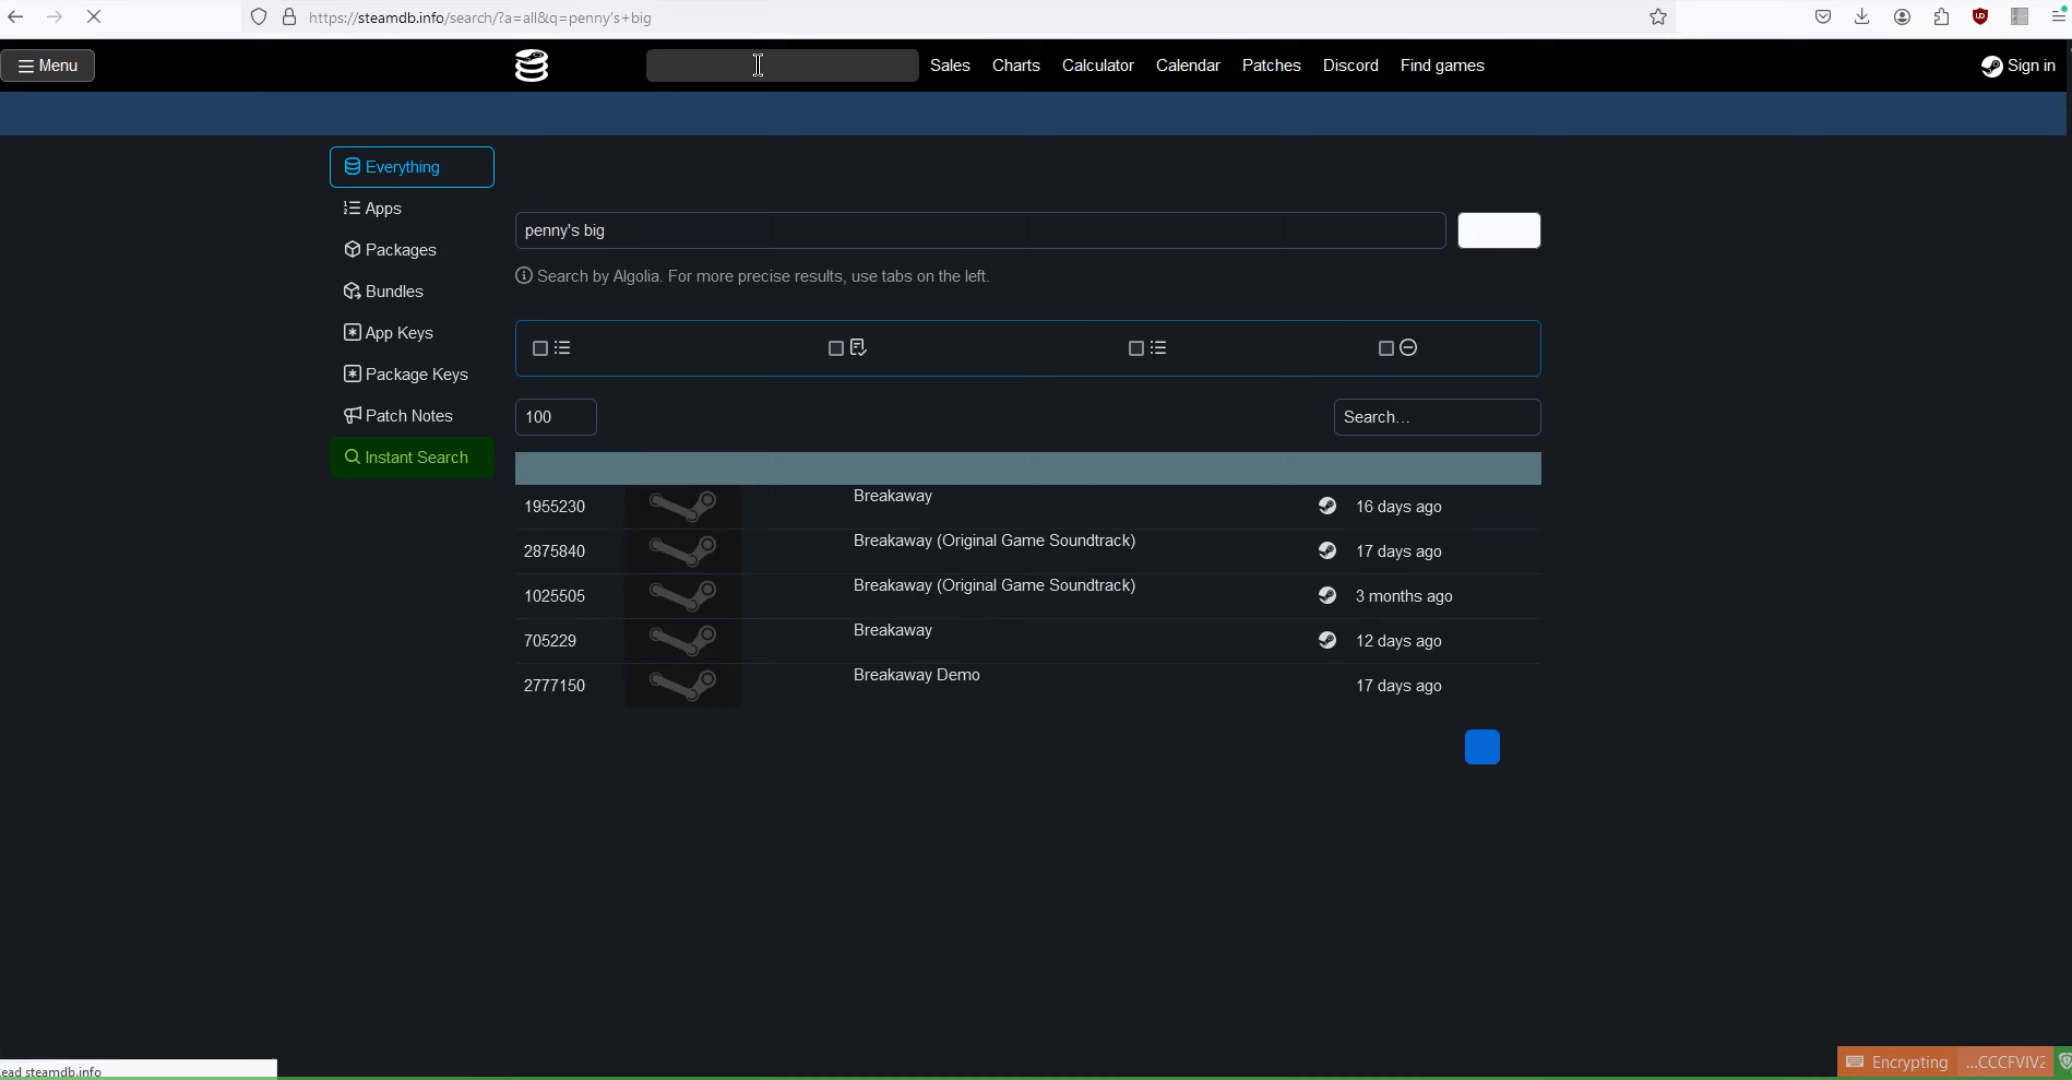 https://steamdb.info/search/?a=all&q=penny's+big
Menu
Sales Charts Calculator Calendar Patches Discord Find games
Sign in
Everything
Apps
Packages
Bundles
App Keys
Package Keys
Patch Notes
Instant Search
penny's big
Search by Algolia. For more precise results, use tabs on the left.
100
Search...
1955230 Breakaway 16 days ago
2875840 Breakaway (Original Game Soundtrack) 17 days ago
1025505 Breakaway (Original Game Soundtrack) 3 months ago
705229 Breakaway 12 days ago
2777150 Breakaway Demo 17 days ago
ead steamdb.info
Encrypting ...CCCFVIV2